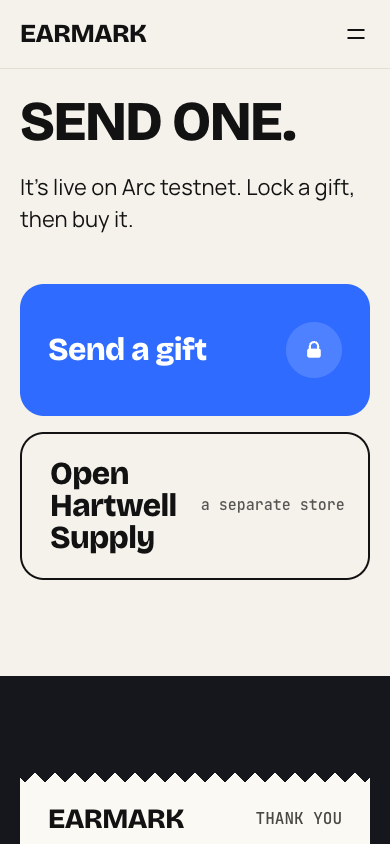 EARMARK
SEND ONE.
It's live on Arc testnet. Lock a gift,
then buy it.
Send a gift
Open
Hartwell
Supply
a separate store
EARMARK
THANK YOU